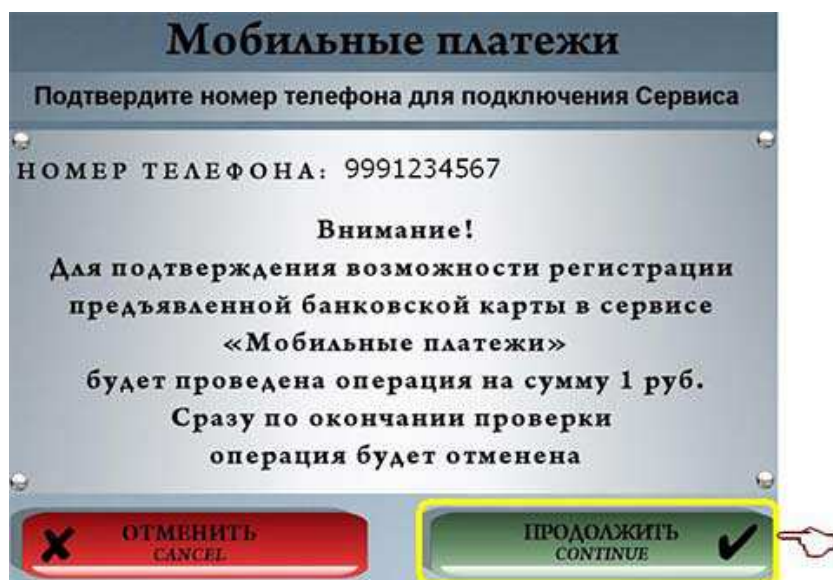 Мобильные платежи
Подтвердите номер телефона для подключения Сервиса
НОМЕР ТЕЛЕФОНА: 9991234567
Внимание!
Для подтверждения возможности регистрации
предъявленной банковской карты в сервисе
«Мобильные платежи»
будет проведена операция на сумму 1 руб.
Сразу по окончании проверки
операция будет отменена
ОТМЕНИТЬ
CANCEL
ПРОДОЛЖИТЬ
CONTINUE